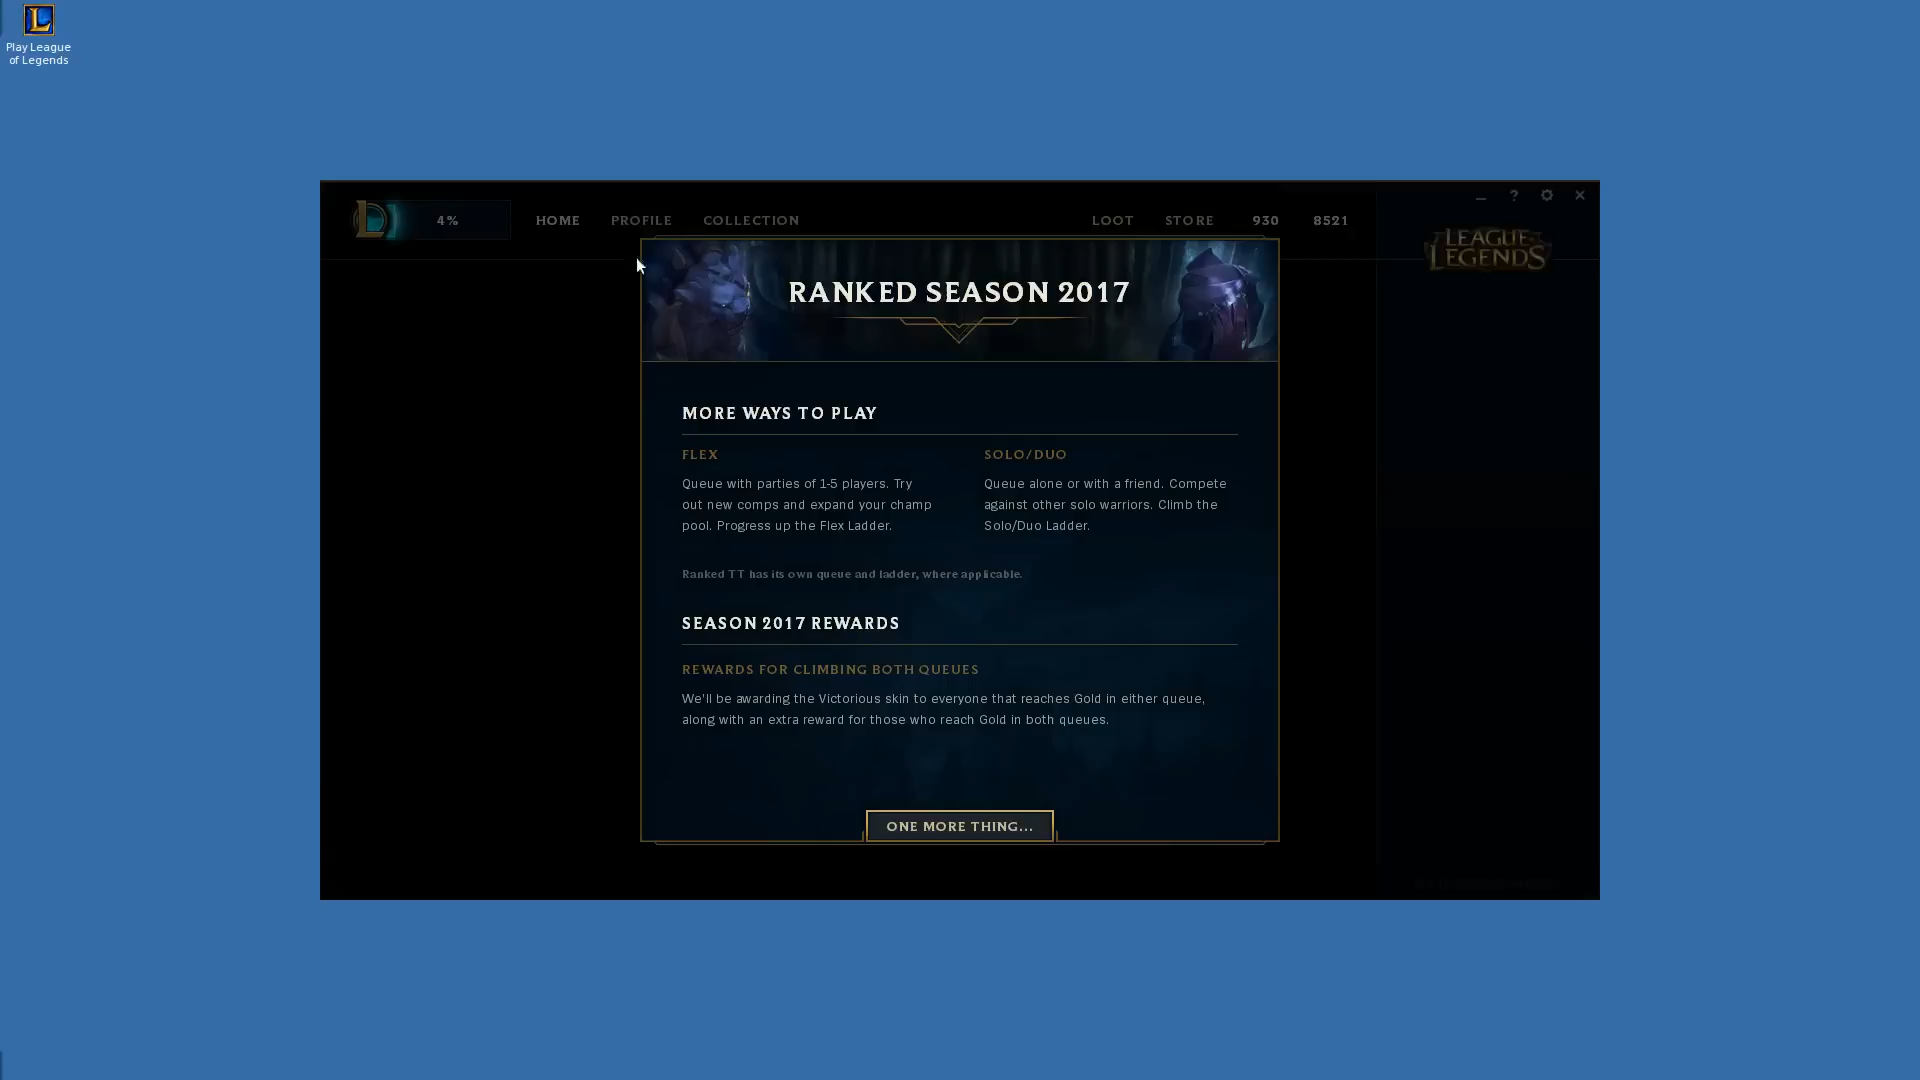 Play League
of Legends
4%
HOME
PROFILE
COLLECTION
LOOT
STORE
930
8521
?
LEAGUE OF
LEGENDS
RANKED SEASON 2017
MORE WAYS TO PLAY
FLEX
Queue with parties of 1-5 players. Try
out new comps and expand your champ
pool. Progress up the Flex Ladder.
SOLO/DUO
Queue alone or with a friend. Compete
against other solo warriors. Climb the
Solo/Duo Ladder.
Ranked TT has its own queue and ladder, where applicable.
SEASON 2017 REWARDS
REWARDS FOR CLIMBING BOTH QUEUES
We'll be awarding the Victorious skin to everyone that reaches Gold in either queue,
along with an extra reward for those who reach Gold in both queues.
ONE MORE THING...